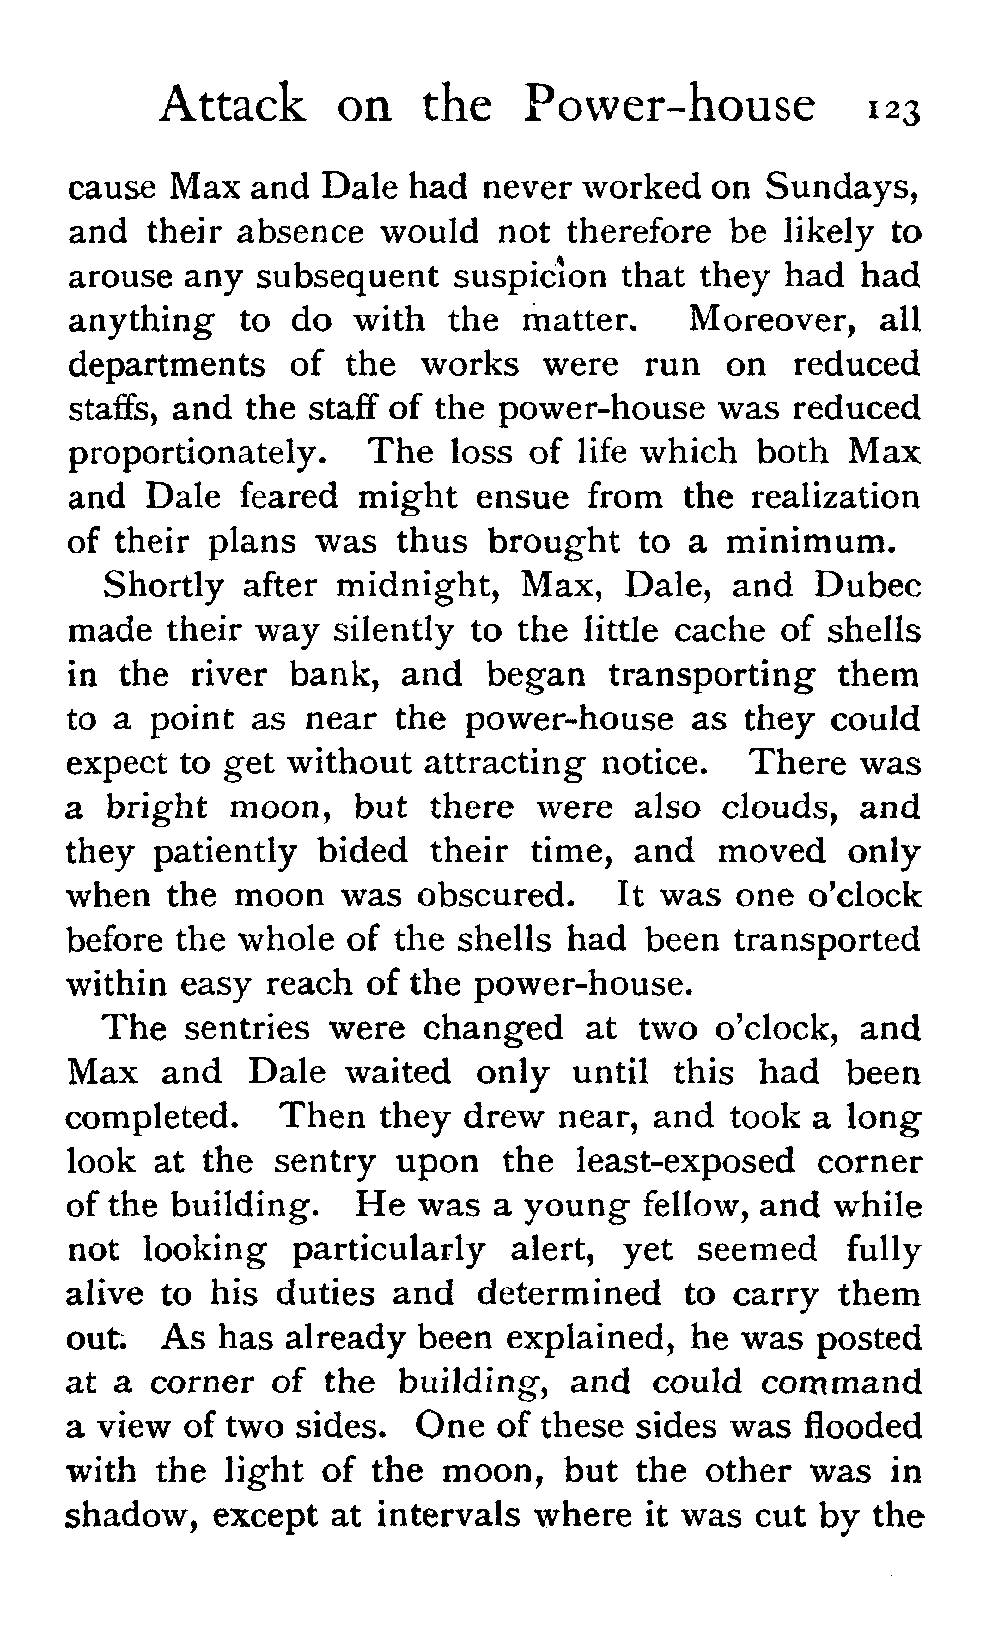 Attack on the Power-house 123
cause Max and Dale had never worked on Sundays,
and their absence would not therefore be likely to
arouse any subsequent suspicion that they had had
anything to do with the matter. Moreover, all
departments of the works were run on reduced
staffs, and the staff of the power-house was reduced
proportionately. The loss of life which both Max
and Dale feared might ensue from the realization
of their plans was thus brought to a minimum.
Shortly after midnight, Max, Dale, and Dubec
made their way silently to the little cache of shells
in the river bank, and began transporting them
to a point as near the power-house as they could
expect to get without attracting notice. There was
a bright moon, but there were also clouds, and
they patiently bided their time, and moved only
when the moon was obscured. It was one o'clock
before the whole of the shells had been transported
within easy reach of the power-house.
The sentries were changed at two o'clock, and
Max and Dale waited only until this had been
completed. Then they drew near, and took a long
look at the sentry upon the least-exposed corner
of the building. He was a young fellow, and while
not looking particularly alert, yet seemed fully
alive to his duties and determined to carry them
out. As has already been explained, he was posted
at a corner of the building, and could command
a view of two sides. One of these sides was flooded
with the light of the moon, but the other was in
shadow, except at intervals where it was cut by the